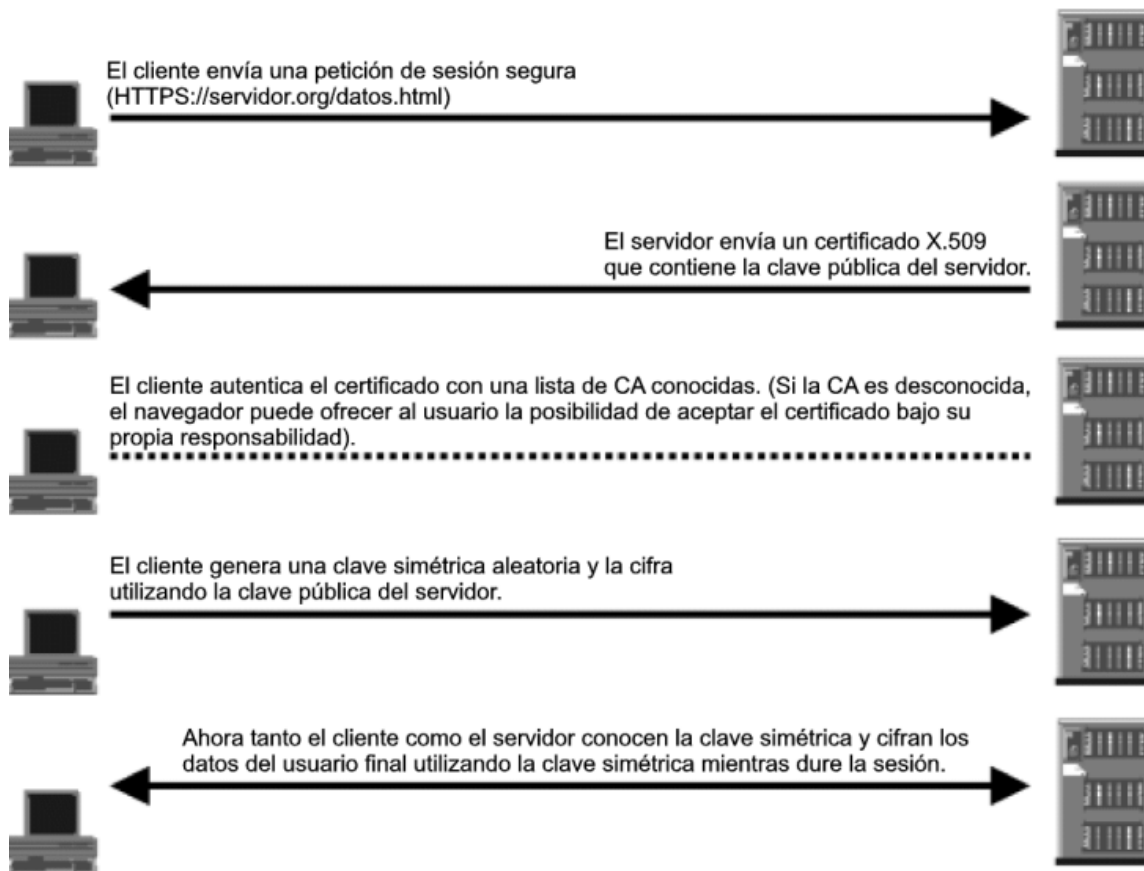 El cliente envía una petición de sesión segura
(HTTPS://servidor.org/datos.html)
El servidor envía un certificado X.509
que contiene la clave pública del servidor.
El cliente autentica el certificado con una lista de CA conocidas. (Si la CA es desconocida,
el navegador puede ofrecer al usuario la posibilidad de aceptar el certificado bajo su
propia responsabilidad).
El cliente genera una clave simétrica aleatoria y la cifra
utilizando la clave pública del servidor.
Ahora tanto el cliente como el servidor conocen la clave simétrica y cifran los
datos del usuario final utilizando la clave simétrica mientras dure la sesión.